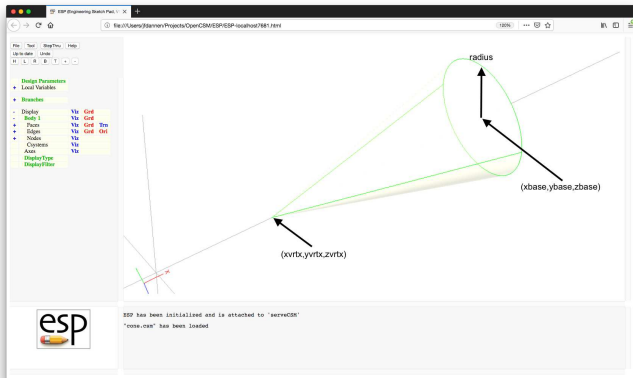 ESP (Engineering Sketch Pad,
file:///Users/jfdannen/Projects/OpenCSM/ESP/ESP-localhost7681.html
100%
File Tool StepThru Help
Up to date Undo
H L R B T + -
Design Parameters
+ Local Variables
+ Branches
- Display Viz Grd
- Body 1 Viz Grd
+ Faces Viz Grd Trn
+ Edges Viz Grd Ori
+ Nodes Viz
Csystems Viz
Axes Viz
DisplayType
DisplayFilter
radius
(xbase,ybase,zbase)
(xvrtx,yvrtx,zvrtx)
x
esp
ESP has been initialized and is attached to 'serveCSM'
"cone.csm" has been loaded